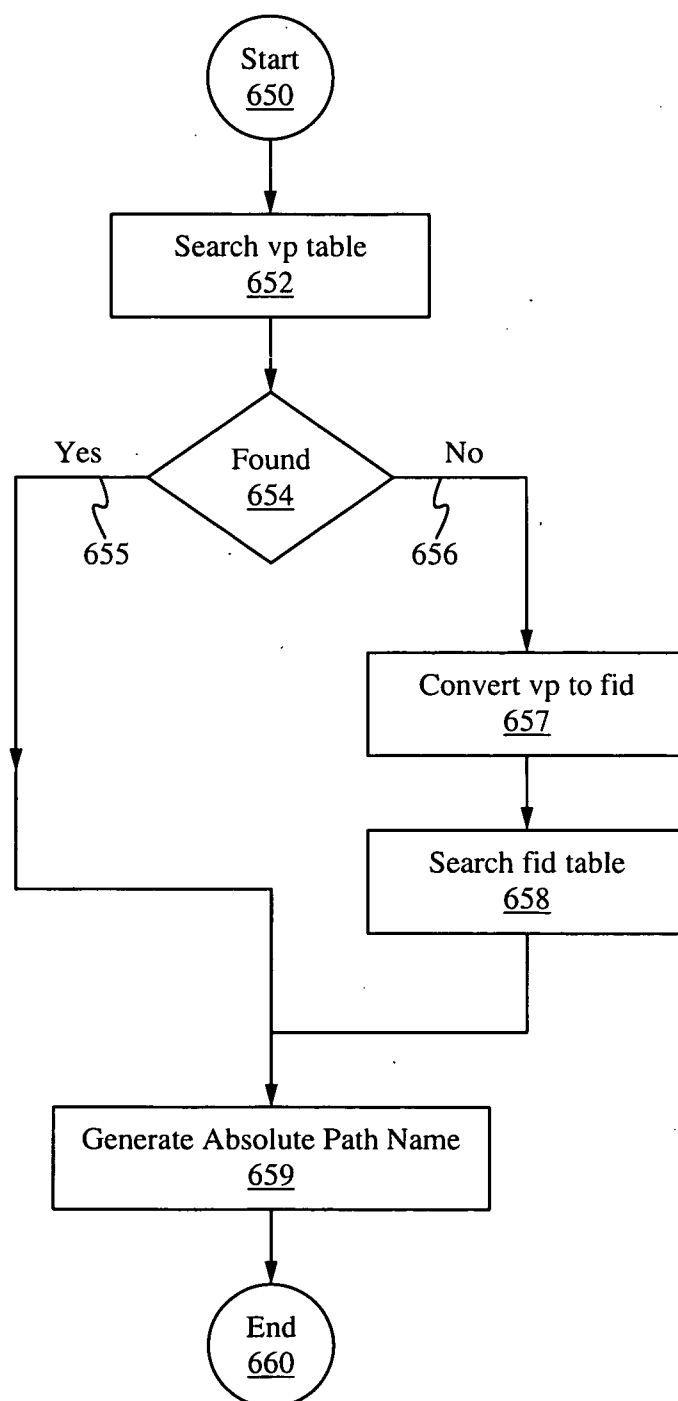 Start
650
Search vp table
652
Yes
Found
No
654
655
656
Convert vp to fid
657
Search fid table
658
Generate Absolute Path Name
659
End
660